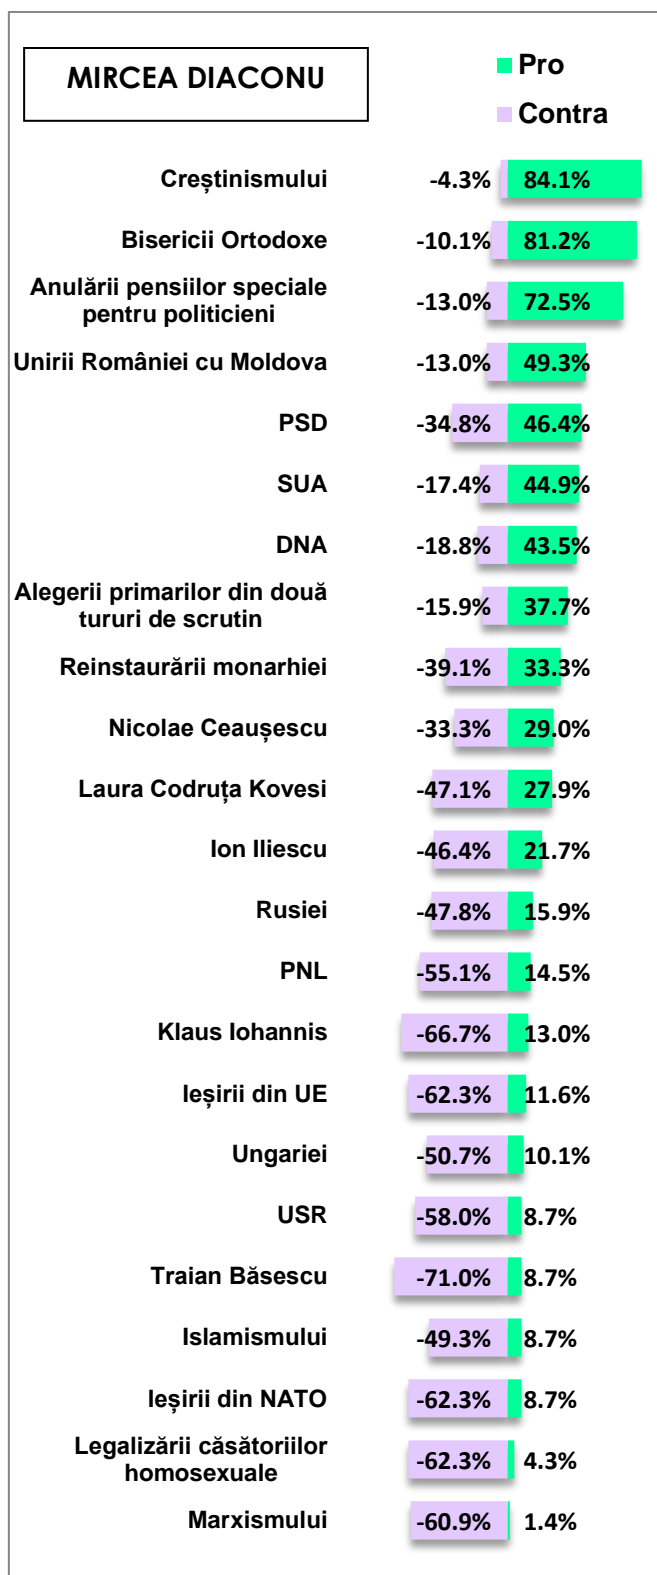 MIRCEA DIACONU
Pro
Contra
Creștinismului -4.3% 84.1%
Bisericii Ortodoxe -10.1% 81.2%
Anulării pensiilor speciale
pentru politicieni -13.0% 72.5%
Unirii României cu Moldova -13.0% 49.3%
PSD -34.8% 46.4%
SUA -17.4% 44.9%
DNA -18.8% 43.5%
Alegerii primarilor din două
tururi de scrutin -15.9% 37.7%
Reinstaurării monarhiei -39.1% 33.3%
Nicolae Ceaușescu -33.3% 29.0%
Laura Codruța Kovesi -47.1% 27.9%
Ion Iliescu -46.4% 21.7%
Rusiei -47.8% 15.9%
PNL -55.1% 14.5%
Klaus Iohannis -66.7% 13.0%
Ieșirii din UE -62.3% 11.6%
Ungariei -50.7% 10.1%
USR -58.0% 8.7%
Traian Băsescu -71.0% 8.7%
Islamismului -49.3% 8.7%
Ieșirii din NATO -62.3% 8.7%
Legalizării căsătoriilor
homosexuale -62.3% 4.3%
Marxismului -60.9% 1.4%